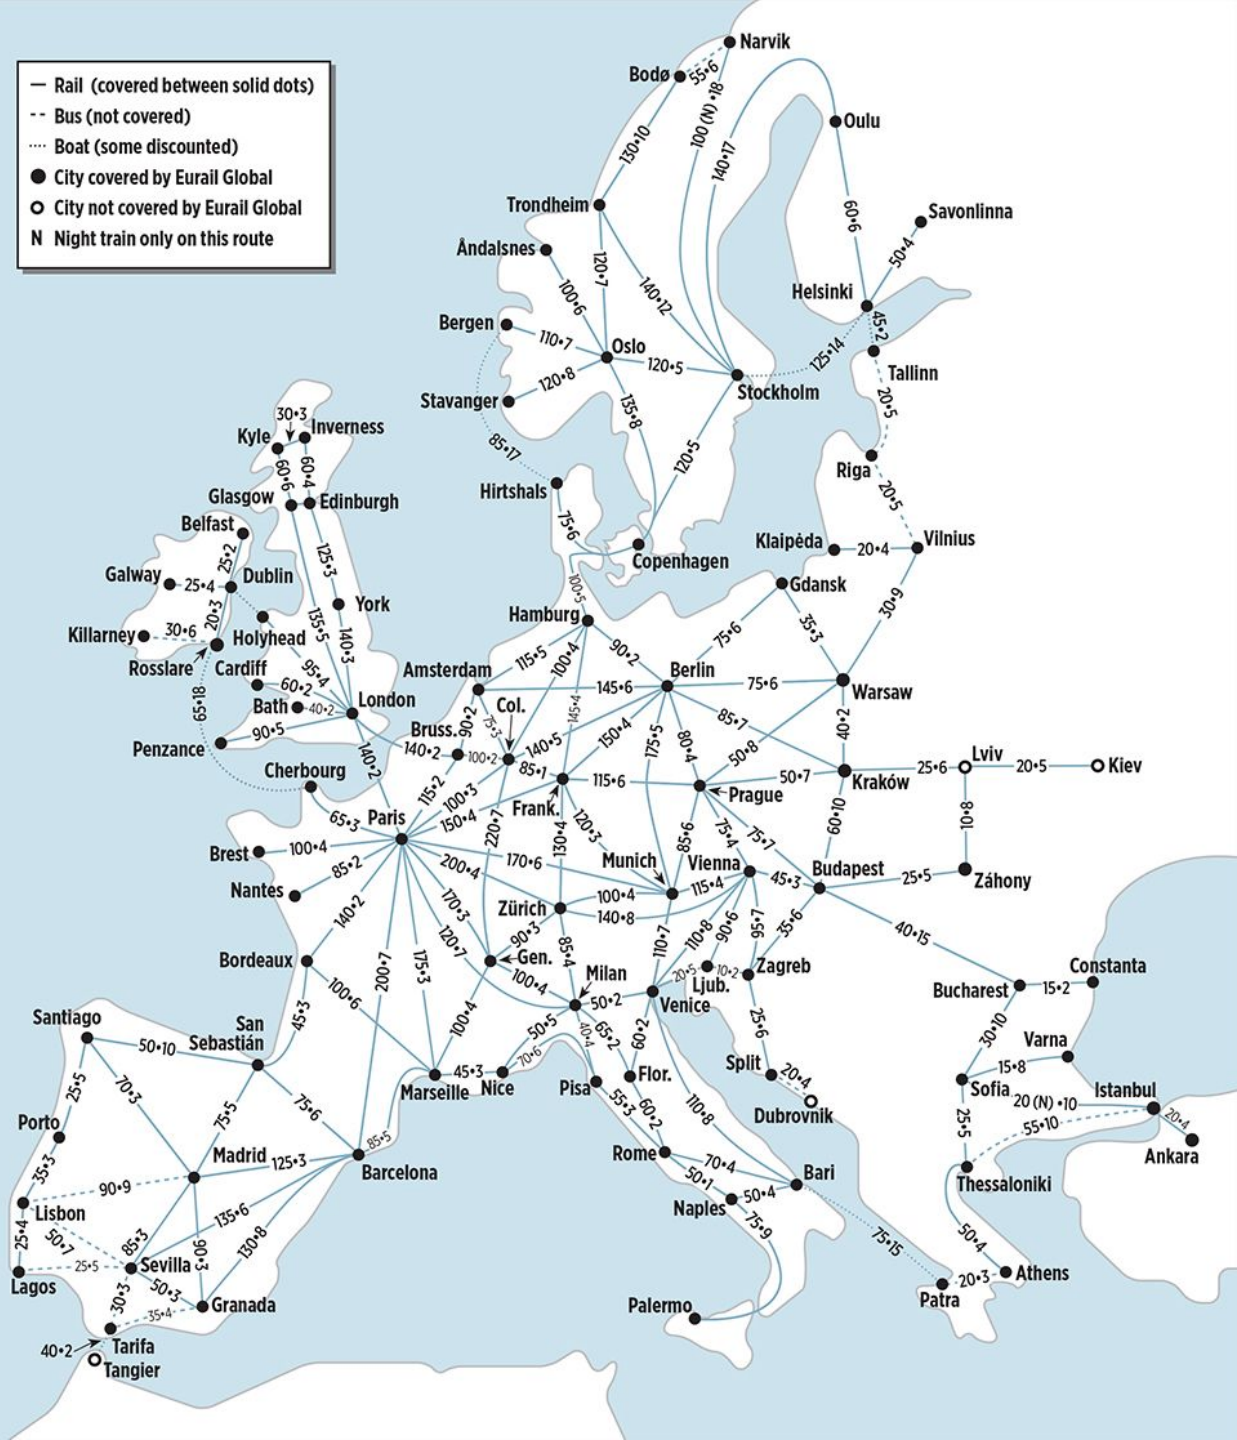 Rail (covered between solid dots)
Bus (not covered)
Boat (some discounted)
City covered by Eurail Global
City not covered by Eurail Global
N Night train only on this route
Narvik
Bodø
55•6
100 (N) •18
130•10
140•17
Oulu
Trondheim
Savonlinna
60•6
Åndalsnes
120•7
50•4
100•6
140•12
Helsinki
45•2
Bergen
110•7
Oslo
120•5
125•14
Tallinn
120•8
Stockholm
Stavanger
135•8
20•5
30•3
Kyle
Inverness
85•17
120•5
Riga
60•6
60•4
20•5
Glasgow
Edinburgh
Hirtshals
75•6
Belfast
Copenhagen
Klaipėda
20•4
Vilnius
25•2
125•3
Galway
25•4
Dublin
100•5
Gdansk
30•9
York
20•3
135•5
Hamburg
75•6
35•3
Killarney
30•6
Holyhead
140•3
90•2
Rosslare
Cardiff
95•4
Amsterdam
115•5
100•4
Berlin
60•2
145•6
75•6
Warsaw
65•18
Bath
40•2
London
90•2
75•3
Col.
145•4
85•7
Penzance
90•5
Bruss.
140•2
140•2
100•2
140•5
150•4
175•5
80•4
50•8
40•2
Lviv
Cherbourg
85•1
115•6
50•7
Kraków
25•6
20•5
Kiev
115•2
100•3
150•4
Frank.
Prague
65•3
Paris
220•7
130•4
120•3
85•6
75•4
75•7
60•10
10•8
Brest
100•4
85•2
200•4
170•6
Munich
Vienna
Budapest
Nantes
170•3
100•4
115•4
45•3
25•5
Záhony
140•2
Zürich
140•8
120•7
90•3
85•4
110•7
110•8
90•6
95•7
35•6
40•15
Bordeaux
200•7
175•3
Gen.
100•4
Milan
20•5
10•2
Zagreb
Ljub.
Constanta
100•6
50•2
Venice
Bucharest
15•2
45•3
100•4
50•5
65•2
60•2
25•6
30•10
Santiago
San
Sebastián
50•10
70•6
40•4
Varna
25•5
70•3
45•3
Marseille
Nice
Pisa
Flor.
Split
20•4
15•8
Sofia
Istanbul
Porto
75•5
75•6
55•3
60•2
110•8
Dubrovnik
20 (N) •10
25•5
55•10
20•4
35•3
Madrid
125•3
85•5
Barcelona
Rome
70•4
Bari
Ankara
90•9
50•1
Thessaloniki
Lisbon
135•6
Naples
50•4
25•4
50•7
85•3
90•3
130•8
75•9
75•15
50•4
25•5
Sevilla
Lagos
50•3
30•3
Granada
Palermo
20•3
Athens
Patra
35•4
40•2
Tarifa
Tangier